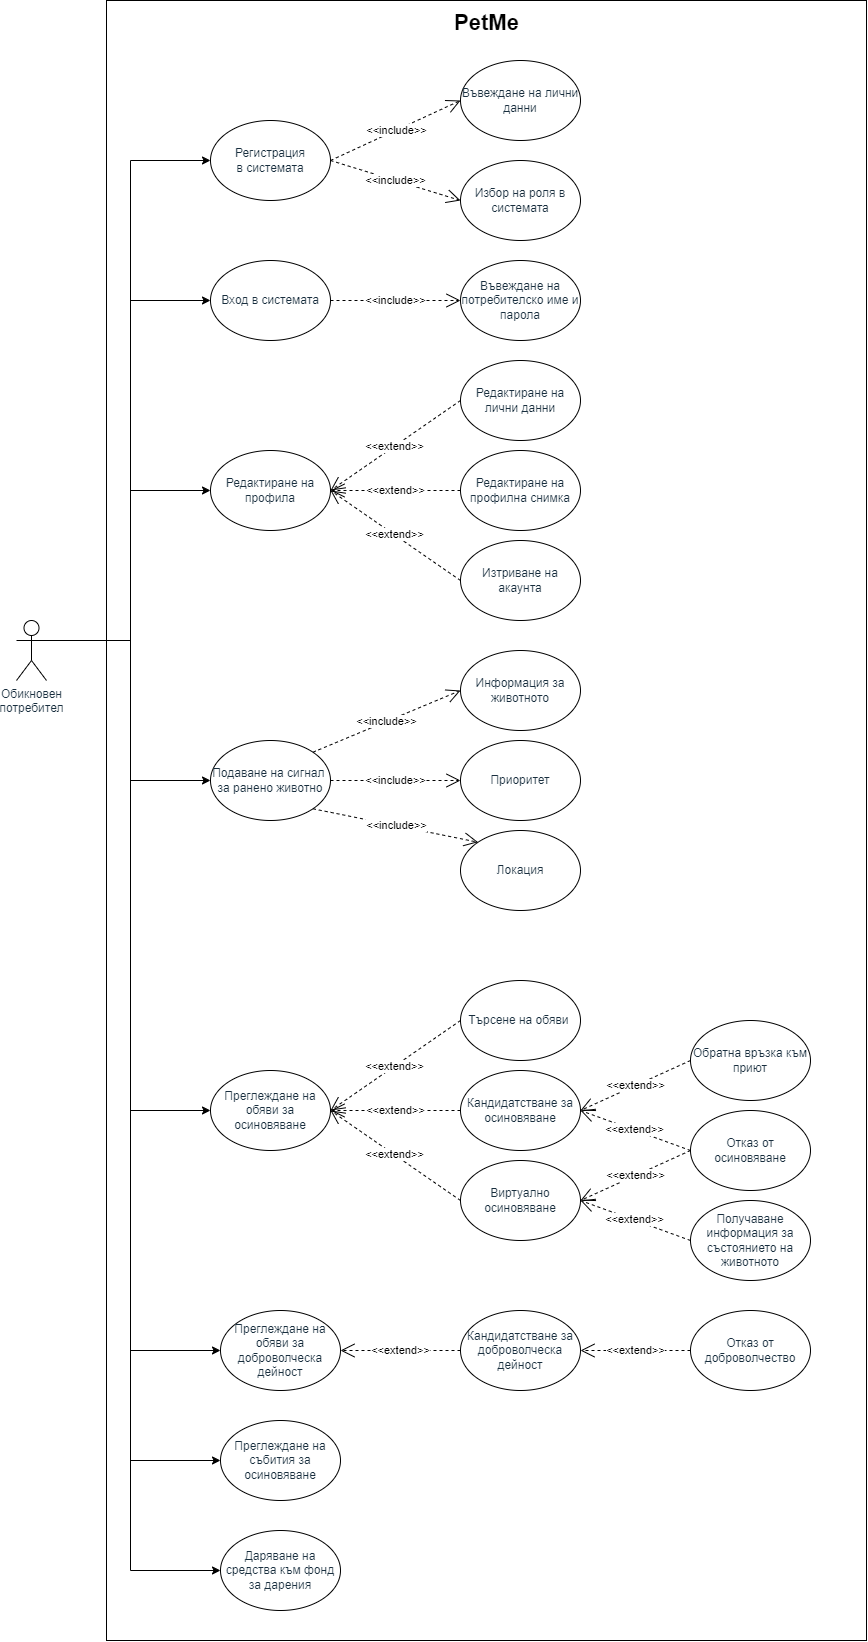 PetMe
Въвеждане на лични
данни
<<include>>
Регистрация
в системата
<<include>>
Избор на роля в
системата
Вход в системата
<<include>>
Въвеждане на
потребителско име и
парола
Редактиране на
лични данни
<<extend>>
Редактиране на
профила
<<extend>>
Редактиране на
профилна снимка
<<extend>>
Изтриване на
акаунта
Обикновен
потребител
Информация за
животното
<<include>>
Подаване на сигнал
за ранено животно
<<include>>
Приоритет
<<include>>
Локация
Търсене на обяви
<<extend>>
Обратна връзка към
приют
<<extend>>
Преглеждане на
обяви за
осиновяване
<<extend>>
Кандидатстване за
осиновяване
<<extend>>
Отказ от
осиновяване
<<extend>>
<<extend>>
Виртуално
осиновяване
<<extend>>
Получаване
информация за
състоянието на
животното
Преглеждане на
обяви за
доброволческа
дейност
<<extend>>
Кандидатстване за
доброволческа
дейност
<<extend>>
Отказ от
доброволчество
Преглеждане на
събития за
осиновяване
Даряване на
средства към фонд
за дарения